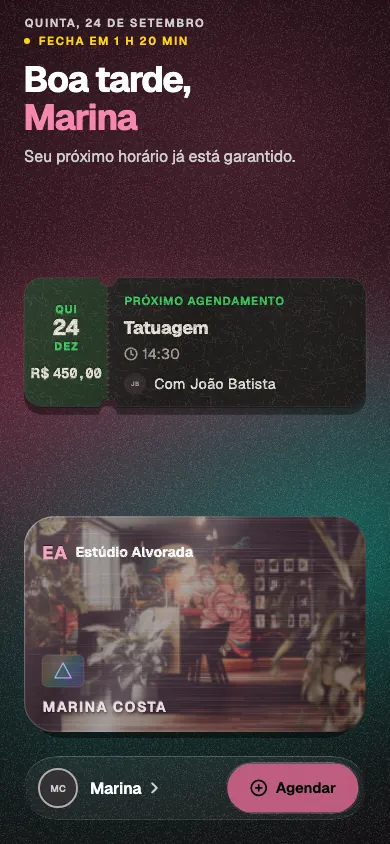 QUINTA, 24 DE SETEMBRO
FECHA EM 1 H 20 MIN
Boa tarde,
Marina
Seu próximo horário já está garantido.
QUI
24
DEZ
R$ 450,00
PRÓXIMO AGENDAMENTO
Tatuagem
14:30
JB Com João Batista
EA Estúdio Alvorada
MARINA COSTA
MC Marina
Agendar